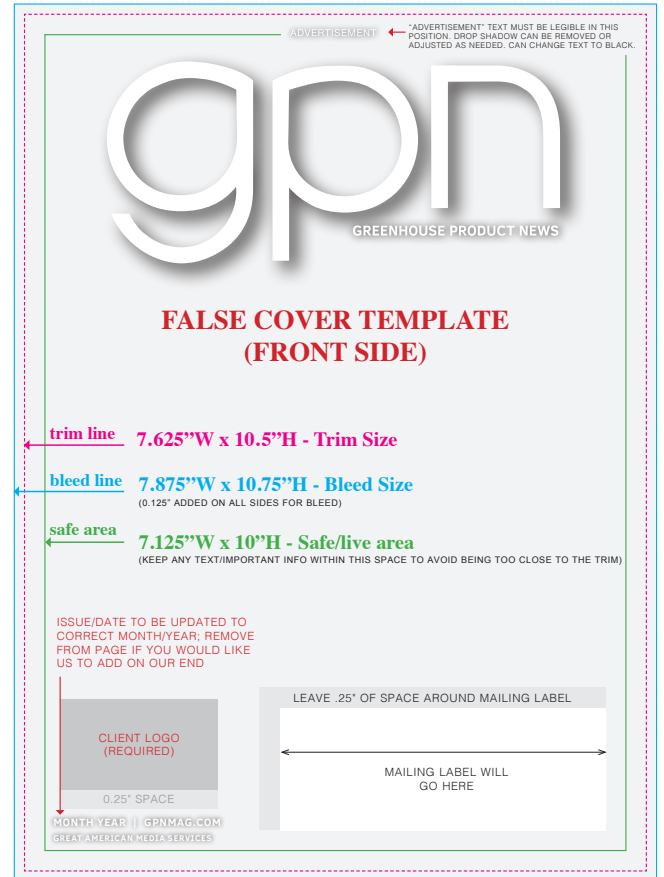 ADVERTISEMENT
"ADVERTISEMENT" TEXT MUST BE LEGIBLE IN THIS
POSITION. DROP SHADOW CAN BE REMOVED OR
ADJUSTED AS NEEDED. CAN CHANGE TEXT TO BLACK.
gpn
GREENHOUSE PRODUCT NEWS
FALSE COVER TEMPLATE
(FRONT SIDE)
trim line
7.625”W x 10.5”H - Trim Size
bleed line
7.875”W x 10.75”H - Bleed Size
(0.125" ADDED ON ALL SIDES FOR BLEED)
safe area
7.125”W x 10”H - Safe/live area
(KEEP ANY TEXT/IMPORTANT INFO WITHIN THIS SPACE TO AVOID BEING TOO CLOSE TO THE TRIM)
ISSUE/DATE TO BE UPDATED TO
CORRECT MONTH/YEAR; REMOVE
FROM PAGE IF YOU WOULD LIKE
US TO ADD ON OUR END
CLIENT LOGO
(REQUIRED)
0.25" SPACE
MONTH YEAR | GPNMAG.COM
GREAT AMERICAN MEDIA SERVICES
LEAVE .25" OF SPACE AROUND MAILING LABEL
MAILING LABEL WILL
GO HERE